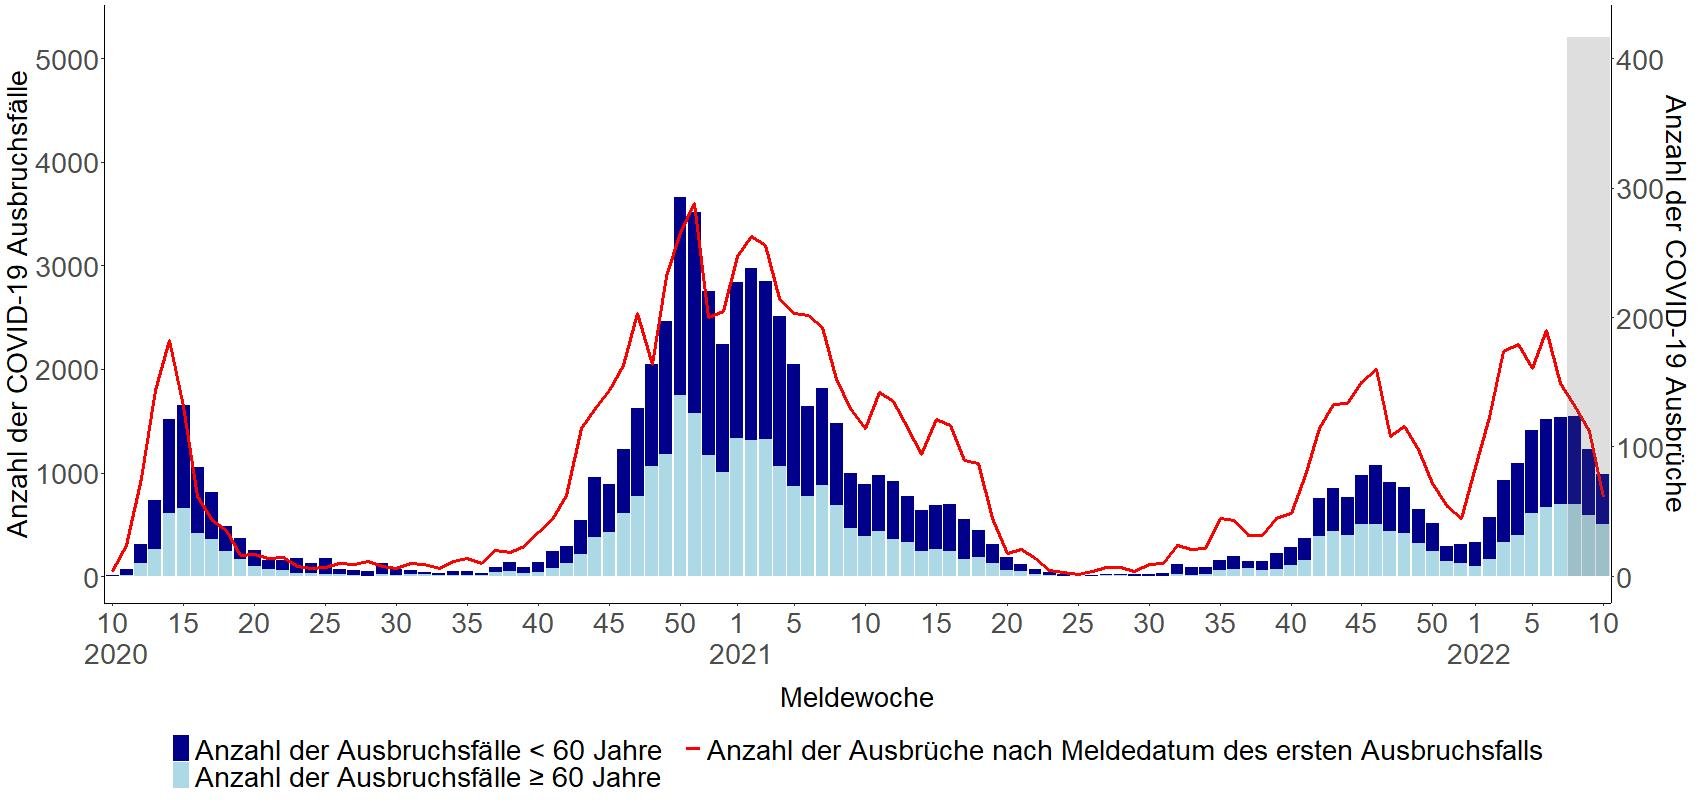 Anzahl der COVID-19 Ausbruchsfälle
5000
4000
3000
2000
1000
0
400
300
200
100
0
Anzahl der COVID-19 Ausbrüche
10 15 20 25 30 35 40 45 50 1 5 10 15 20 25 30 35 40 45 50 1 5 10
2020 2021 2022
Meldewoche
Anzahl der Ausbruchsfälle < 60 Jahre Anzahl der Ausbrüche nach Meldedatum des ersten Ausbruchsfalls
Anzahl der Ausbruchsfälle ≥ 60 Jahre